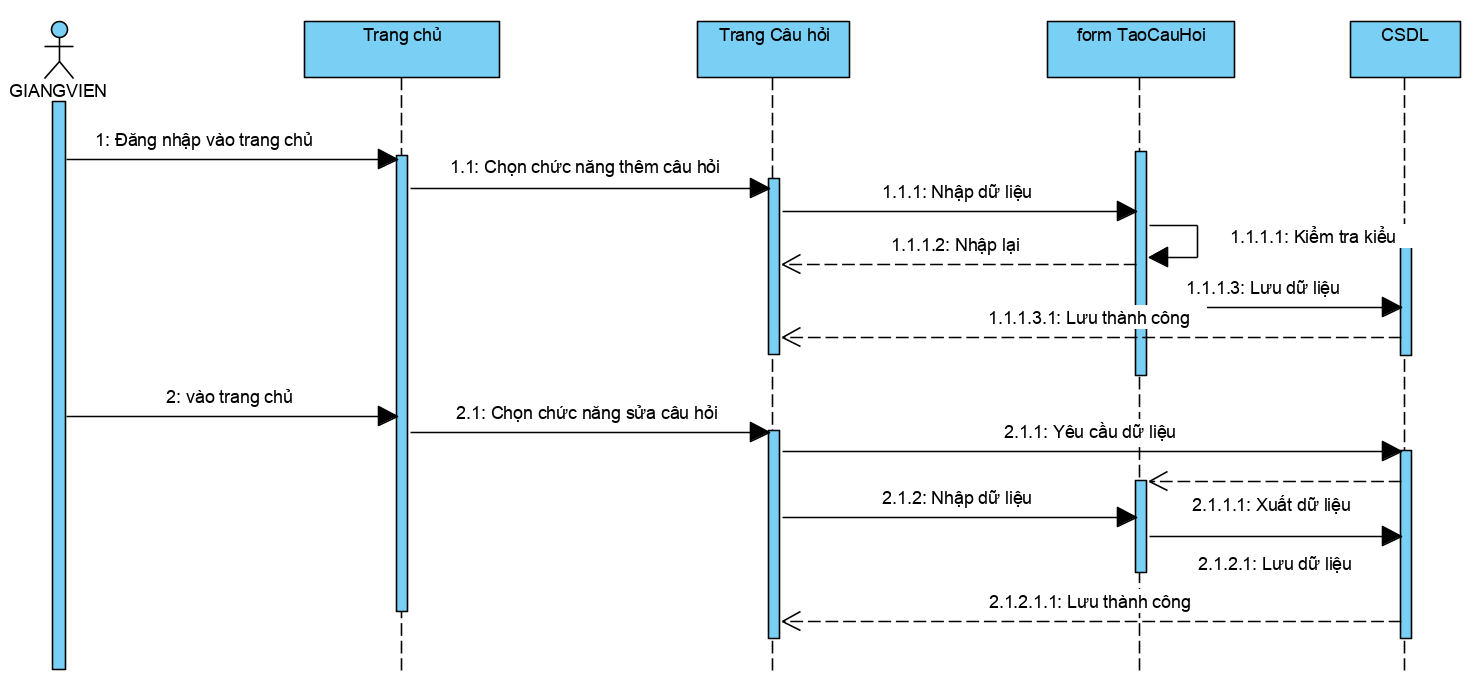 GIANGVIEN
Trang chủ
Trang Câu hỏi
form TaoCauHoi
CSDL
1: Đăng nhập vào trang chủ
1.1: Chọn chức năng thêm câu hỏi
1.1.1: Nhập dữ liệu
1.1.1.1: Kiểm tra kiểu
1.1.1.2: Nhập lại
1.1.1.3: Lưu dữ liệu
1.1.1.3.1: Lưu thành công
2: vào trang chủ
2.1: Chọn chức năng sửa câu hỏi
2.1.1: Yêu cầu dữ liệu
2.1.1.1: Xuất dữ liệu
2.1.2: Nhập dữ liệu
2.1.2.1: Lưu dữ liệu
2.1.2.1.1: Lưu thành công